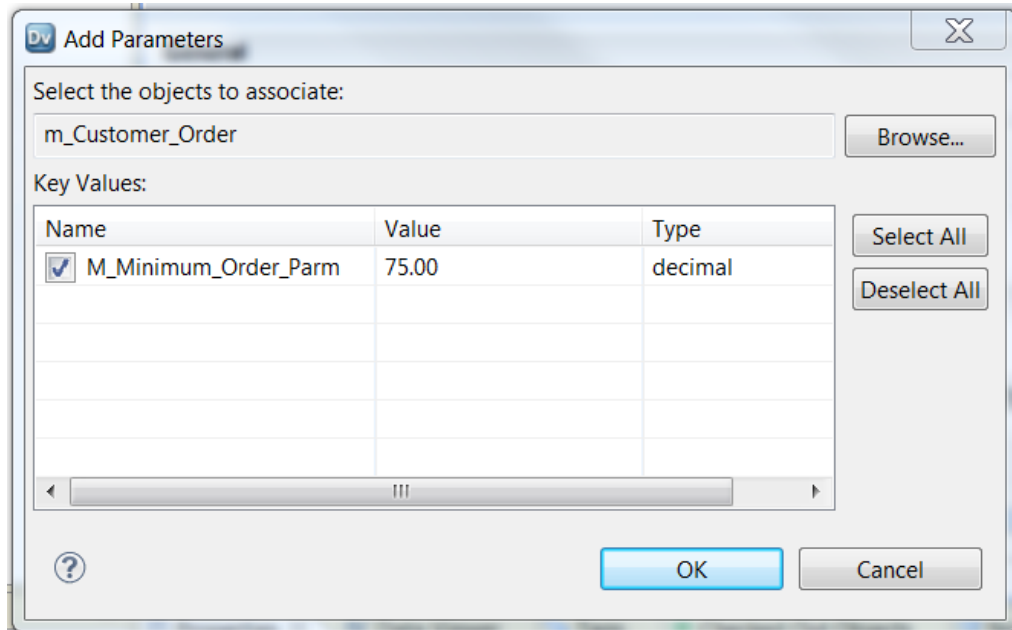 Dv Add Parameters
Select the objects to associate:
m_Customer_Order
Browse...
Key Values:
Name Value Type
Select All
M_Minimum_Order_Parm 75.00 decimal
Deselect All
?
OK Cancel